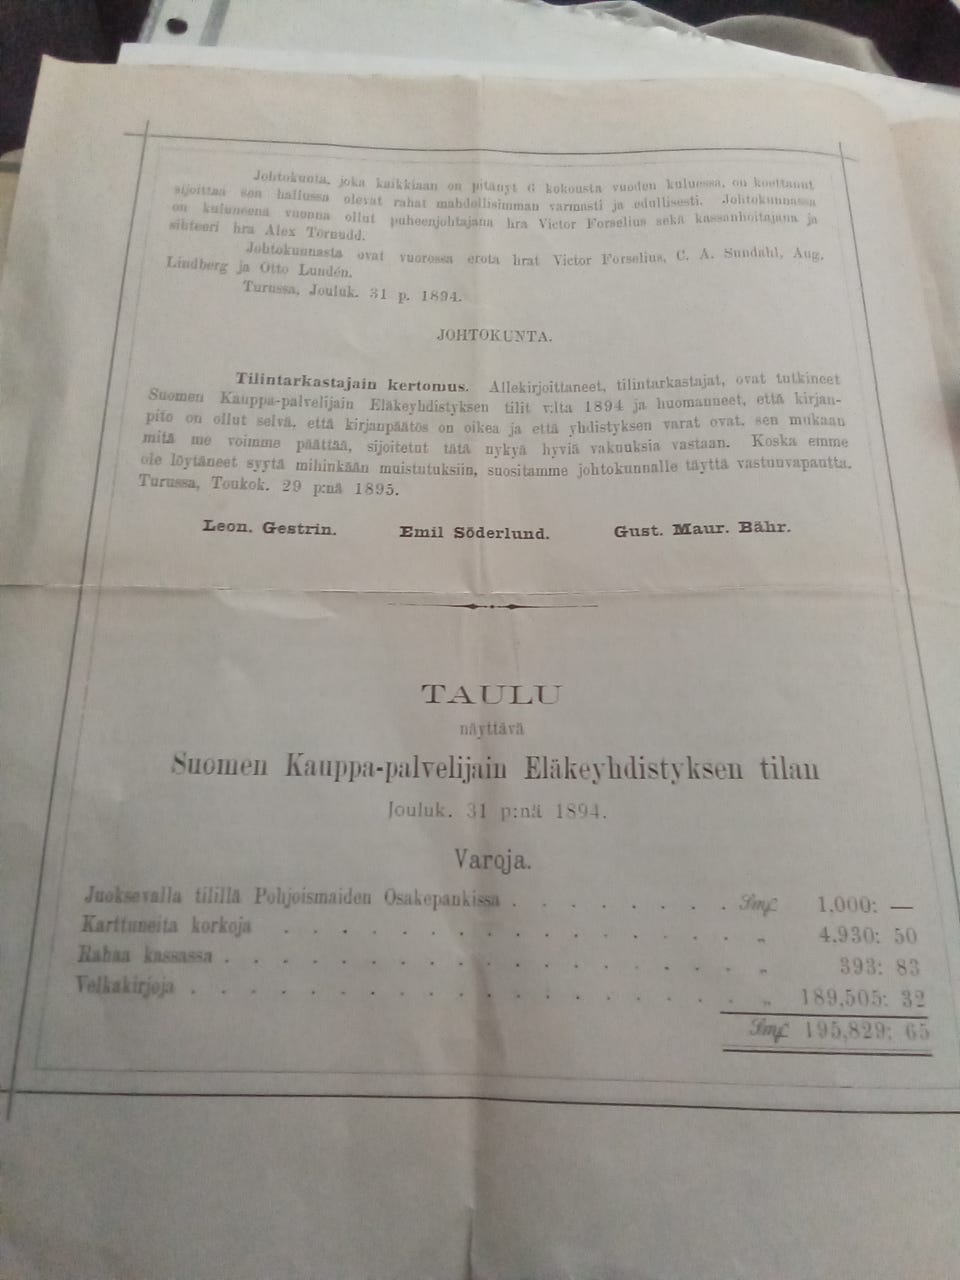 Johtokunta, joka kaikkiaan on pitänyt 6 kokousta vuoden kuluessa, on koettanut
sijoittaa sen hallussa olevat rahat mahdollisimman varmasti ja edullisesti. Johtokunnassa
on kuluneena vuonna ollut puheenjohtajana hra Victor Forselius sekä kassanhoitajana ja
sihteeri hra Alex Tornudd.
Johtokunnasta ovat vuorossa erota hrat Victor Forselius, C. A. Sundahl, Aug.
Lindberg ja Otto Lundén.
Turussa, Jouluk. 31 p. 1894.
JOHTOKUNTA.
Tilintarkastajain kertomus. Allekirjoittaneet, tilintarkastajat, ovat tutkineet
Suomen Kauppa-palvelijain Eläkeyhdistyksen tilit v:lta 1894 ja huomanneet, että kirjan-
pito on ollut selvä, että kirjanpäätös on oikea ja että yhdistyksen varat ovat, sen mukaan
mitä me voimme päättää, sijoitetut tätä nykyä hyviä vakuuksia vastaan. Koska emme
ole löytäneet syytä mihinkään muistutuksiin, suositamme johtokunnalle täyttä vastuuvapautta.
Turussa, Toukok. 29 p:nä 1895.
Leon. Gestrin. Emil Söderlund. Gust. Maur. Bähr.
TAULU
näyttävä
Suomen Kauppa-palvelijain Eläkeyhdistyksen tilan
Jouluk. 31 p:nä 1894.
Varoja.
Juoksevalla tilillä Pohjoismaiden Osakepankissa . . . . . . . . Smf 1,000: —
Karttuneita korkoja . . . . . . . . . . . . . „ 4,930: 50
Rahaa kassassa . . . . . . . . . . . . . . . „ 393: 83
Velkakirjoja . . . . . . . . . . . . . . . . „ 189,505: 32
Smf 195,829: 65